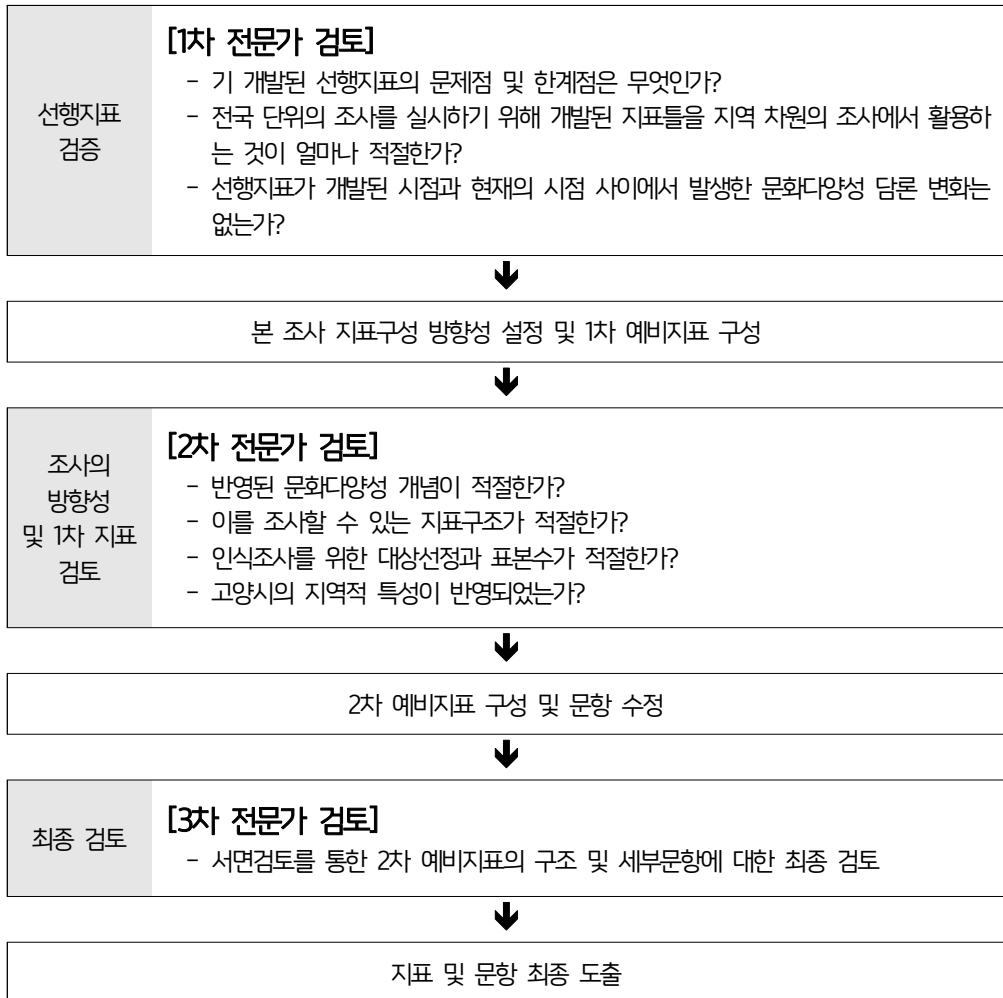 [1차 전문가 검토]
선행지표
검증
- 기 개발된 선행지표의 문제점 및 한계점은 무엇인가?
- 전국 단위의 조사를 실시하기 위해 개발된 지표틀을 지역 차원의 조사에서 활용하
는 것이 얼마나 적절한가?
- 선행지표가 개발된 시점과 현재의 시점 사이에서 발생한 문화다양성 담론 변화는
없는가?
본 조사 지표구성 방향성 설정 및 1차 예비지표 구성
조사의
방향성
및 1차 지표
검토
[2차 전문가 검토]
- 반영된 문화다양성 개념이 적절한가?
- 이를 조사할 수 있는 지표구조가 적절한가?
- 인식조사를 위한 대상선정과 표본수가 적절한가?
- 고양시의 지역적 특성이 반영되었는가?
2차 예비지표 구성 및 문항 수정
최종 검토
[3차 전문가 검토]
- 서면검토를 통한 2차 예비지표의 구조 및 세부문항에 대한 최종 검토
지표 및 문항 최종 도출